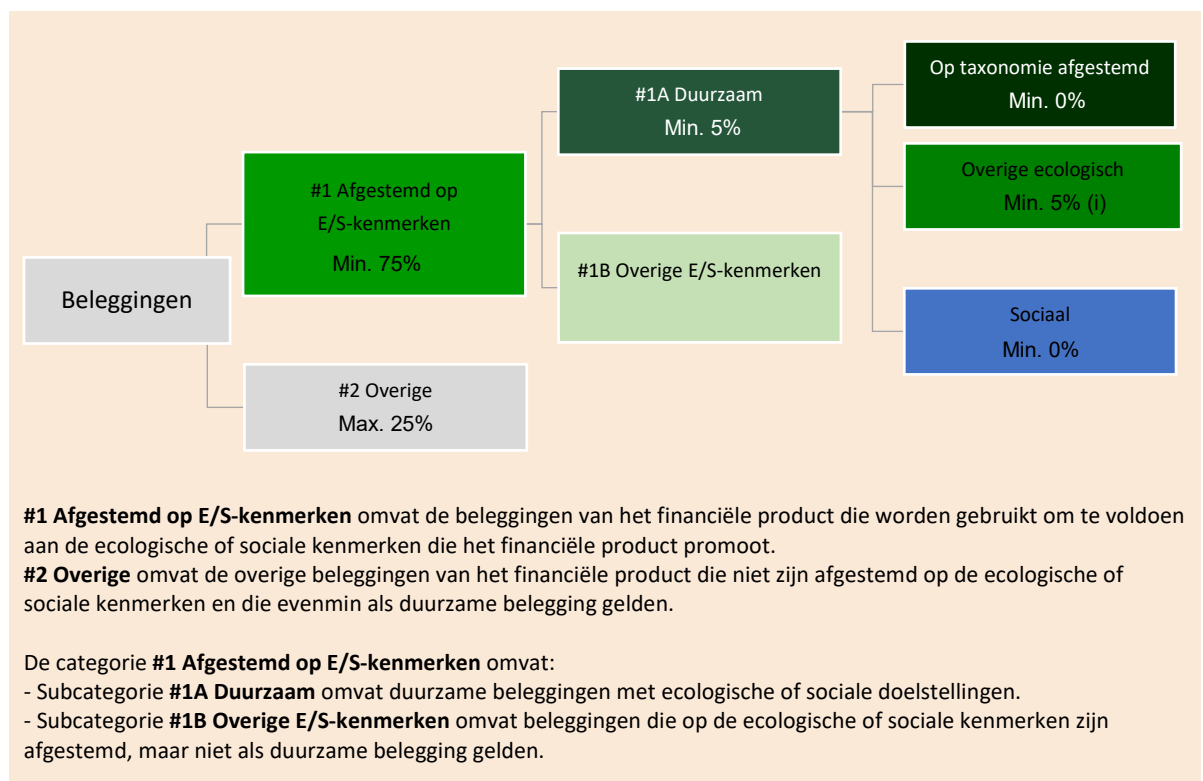 Beleggingen
#1 Afgestemd op
E/S-kenmerken
Min. 75%
#2 Overige
Max. 25%
#1A Duurzaam
Min. 5%
#1B Overige E/S-kenmerken
Op taxonomie afgestemd
Min. 0%
Overige ecologisch
Min. 5% (i)
Sociaal
Min. 0%
#1 Afgestemd op E/S-kenmerken omvat de beleggingen van het financiële product die worden gebruikt om te voldoen
aan de ecologische of sociale kenmerken die het financiële product promoot.
#2 Overige omvat de overige beleggingen van het financiële product die niet zijn afgestemd op de ecologische of
sociale kenmerken en die evenmin als duurzame belegging gelden.
De categorie #1 Afgestemd op E/S-kenmerken omvat:
- Subcategorie #1A Duurzaam omvat duurzame beleggingen met ecologische of sociale doelstellingen.
- Subcategorie #1B Overige E/S-kenmerken omvat beleggingen die op de ecologische of sociale kenmerken zijn
afgestemd, maar niet als duurzame belegging gelden.